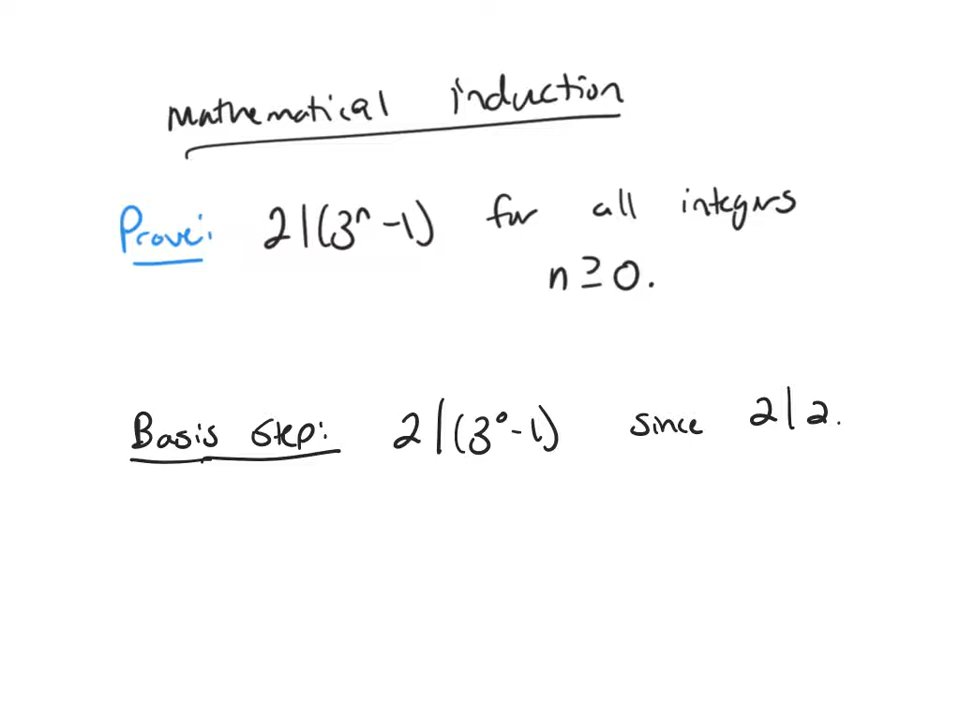 Mathematical induction
Prove: 2|(3ⁿ-1) for all integers
n≥0.
Basis Step: 2|(3⁰-1) since 2|2.